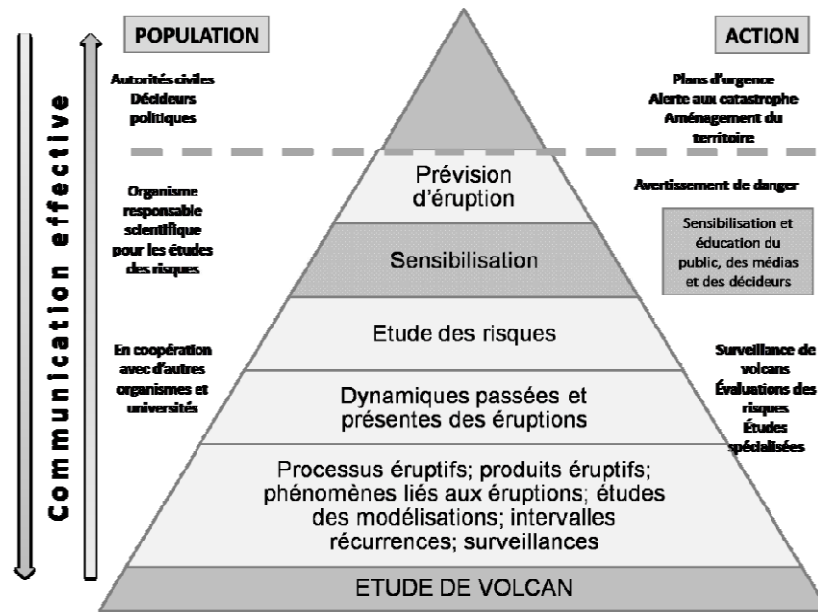 POPULATION
ACTION
Autorités civiles
Décideurs
politiques
Plans d'urgence
Alerte aux catastrophe
Aménagement du
territoire
Communication effective
Prévision
d'éruption
Organisme
responsable
scientifique
pour les études
des risques
Avertissement de danger
Sensibilisation et
éducation du
public, des médias
et des décideurs
Sensibilisation
Etude des risques
En coopération
avec d'autres
organismes et
universités
Surveillance de
volcans
Évaluations des
risques
Études
spécialisées
Dynamiques passées et
présentes des éruptions
Processus éruptifs; produits éruptifs;
phénomènes liés aux éruptions; études
des modélisations; intervalles
récurrences; surveillances
ETUDE DE VOLCAN